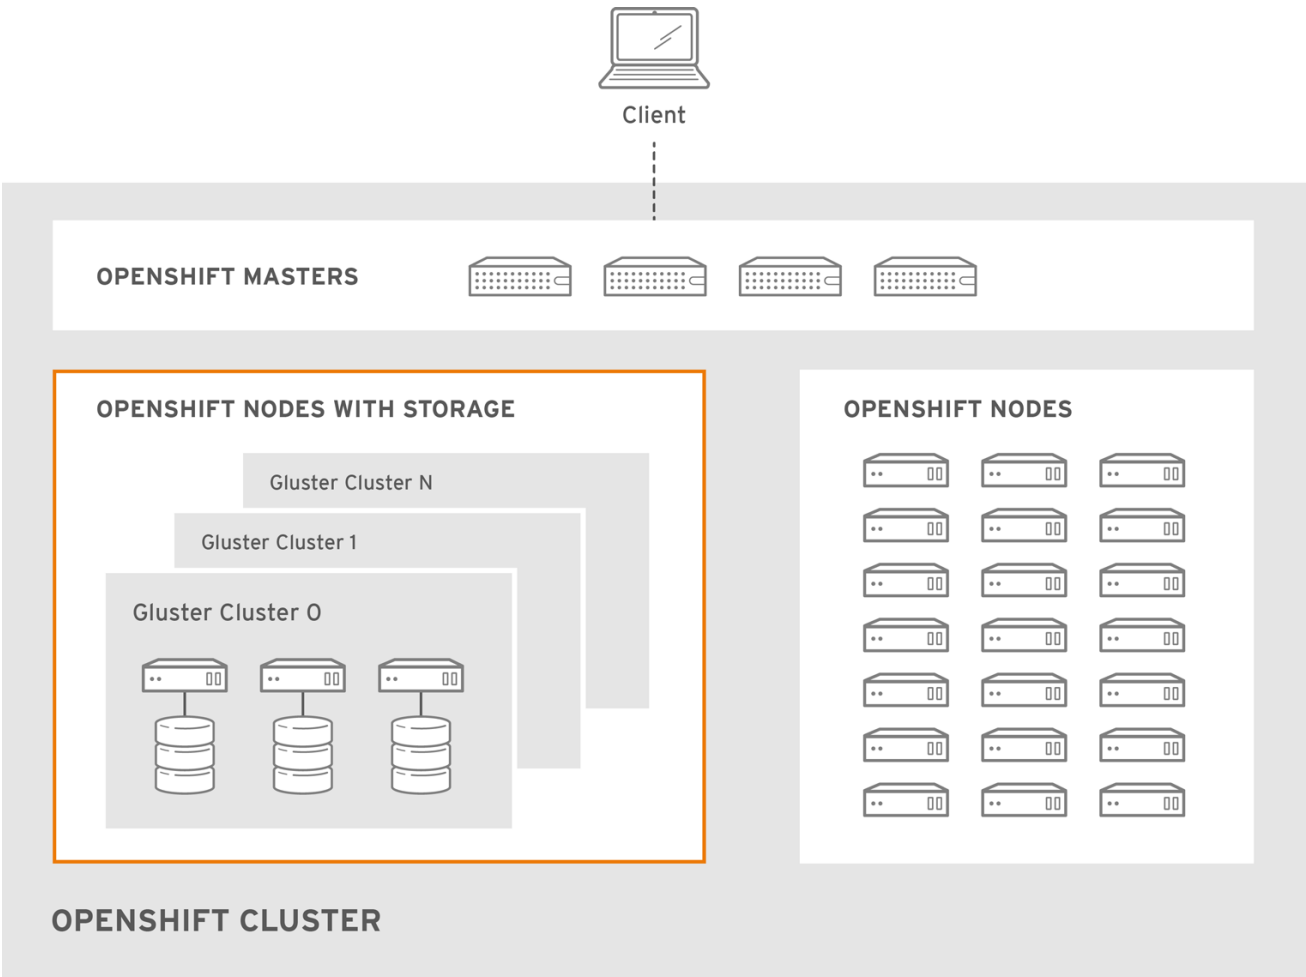 Client
OPENSHIFT MASTERS
OPENSHIFT NODES WITH STORAGE
OPENSHIFT NODES
Gluster Cluster N
Gluster Cluster 1
Gluster Cluster 0
OPENSHIFT CLUSTER